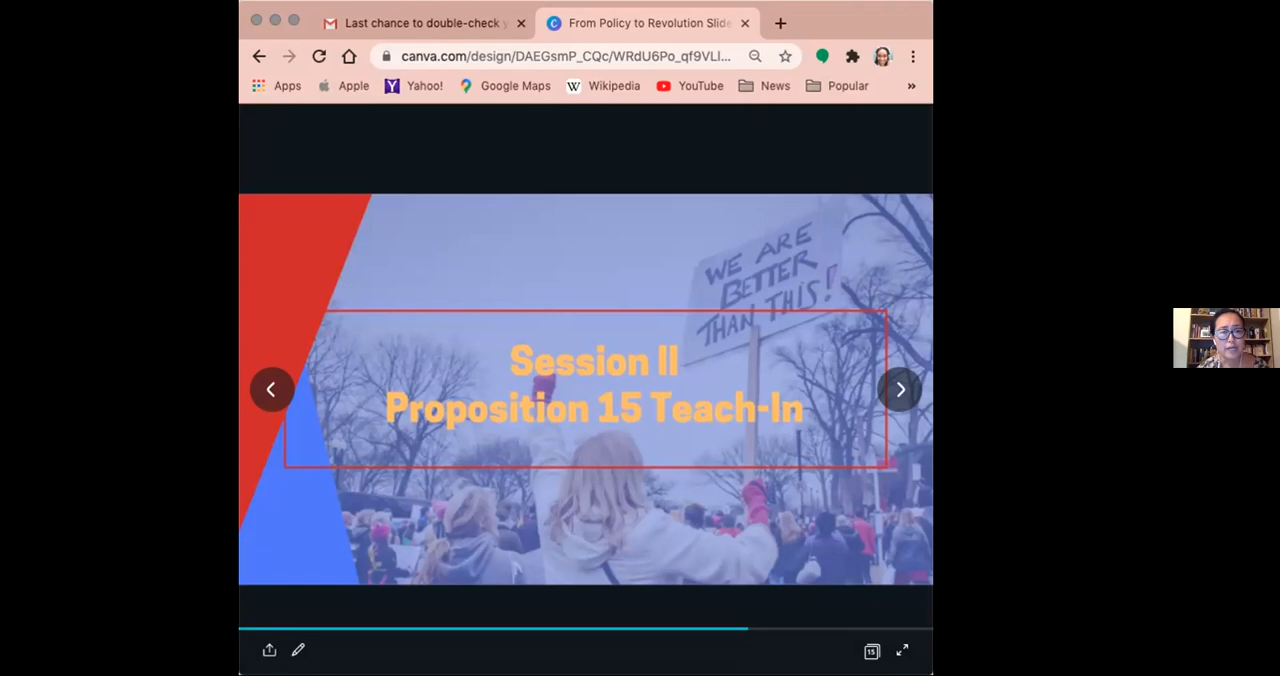 Last chance to double-check y
From Policy to Revolution Slide
canva.com/design/DAEGsmP_CQc/WRdU6Po_qf9VLI...
Apps
Apple
Yahoo!
Google Maps
W
Wikipedia
YouTube
News
Popular
»
WE ARE
BETTER
THAN THIS!
Session II
Proposition 15 Teach-In
15